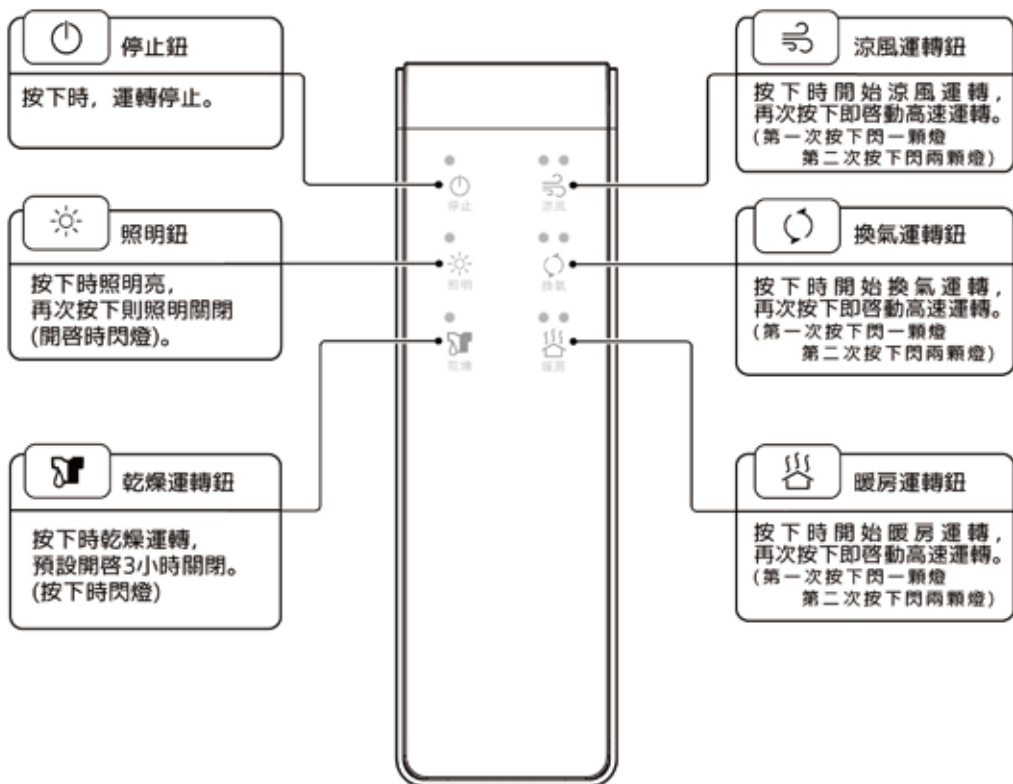 停止鈕
按下時，運轉停止。
照明鈕
按下時照明亮，
再次按下則照明關閉
(開啓時閃燈)。
乾燥運轉鈕
按下時乾燥運轉，
預設開啓3小時關閉。
(按下時閃燈)
停止
涼風
照明
換氣
乾燥
暖房
涼風運轉鈕
按下時開始涼風運轉，
再次按下即啓動高速運轉。
(第一次按下閃一顆燈
第二次按下閃兩顆燈)
換氣運轉鈕
按下時開始換氣運轉，
再次按下即啓動高速運轉。
(第一次按下閃一顆燈
第二次按下閃兩顆燈)
暖房運轉鈕
按下時開始暖房運轉，
再次按下即啓動高速運轉。
(第一次按下閃一顆燈
第二次按下閃兩顆燈)